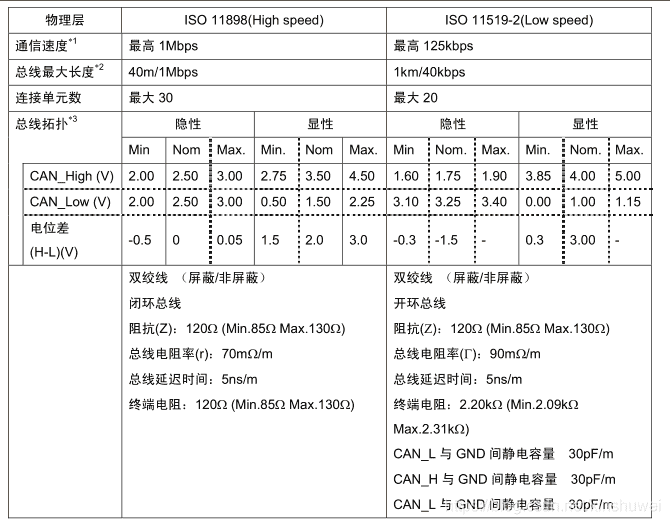 物理层 ISO 11898(High speed) ISO 11519-2(Low speed)
通信速度*1 最高 1Mbps 最高 125kbps
总线最大长度*2 40m/1Mbps 1km/40kbps
连接单元数 最大 30 最大 20
总线拓扑*3 隐性 显性 隐性 显性
Min Nom Max. Min. Nom Max. Min Nom. Max. Min. Nom. Max.
CAN_High (V) 2.00 2.50 3.00 2.75 3.50 4.50 1.60 1.75 1.90 3.85 4.00 5.00
CAN_Low (V) 2.00 2.50 3.00 0.50 1.50 2.25 3.10 3.25 3.40 0.00 1.00 1.15
电位差
(H-L)(V) -0.5 0 0.05 1.5 2.0 3.0 -0.3 -1.5 - 0.3 3.00 -
双绞线 （屏蔽/非屏蔽）
闭环总线
阻抗(Z)：120Ω (Min.85Ω Max.130Ω)
总线电阻率(r)：70mΩ/m
总线延迟时间：5ns/m
终端电阻：120Ω (Min.85Ω Max.130Ω)
双绞线 （屏蔽/非屏蔽）
开环总线
阻抗(Z)：120Ω (Min.85Ω Max.130Ω)
总线电阻率(Γ)：90mΩ/m
总线延迟时间：5ns/m
终端电阻：2.20kΩ (Min.2.09kΩ
Max.2.31kΩ)
CAN_L 与 GND 间静电容量 30pF/m
CAN_H 与 GND 间静电容量 30pF/m
CAN_L 与 GND 间静电容量 30pF/m